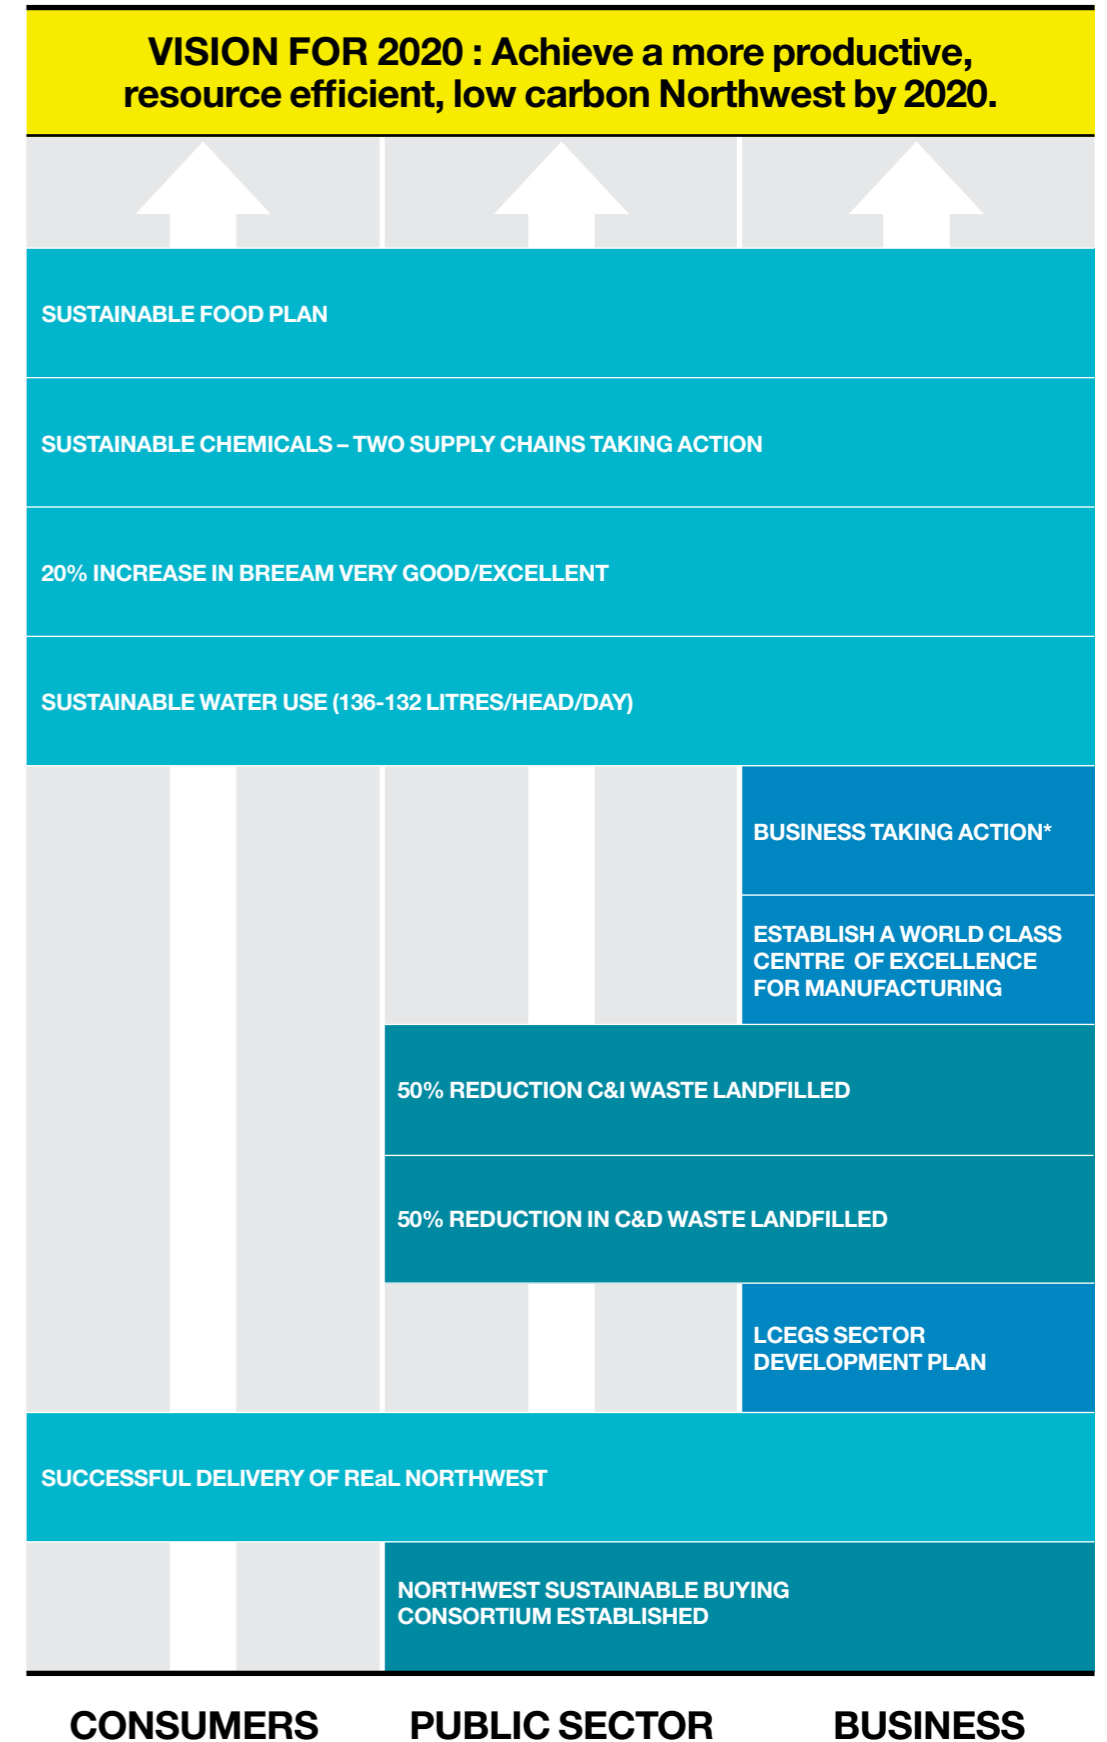 VISION FOR 2020 : Achieve a more productive,
resource efficient, low carbon Northwest by 2020.
SUSTAINABLE FOOD PLAN
SUSTAINABLE CHEMICALS – TWO SUPPLY CHAINS TAKING ACTION
20% INCREASE IN BREEAM VERY GOOD/EXCELLENT
SUSTAINABLE WATER USE (136-132 LITRES/HEAD/DAY)
BUSINESS TAKING ACTION*
ESTABLISH A WORLD CLASS
CENTRE OF EXCELLENCE
FOR MANUFACTURING
50% REDUCTION C&I WASTE LANDFILLED
50% REDUCTION IN C&D WASTE LANDFILLED
LCEGS SECTOR
DEVELOPMENT PLAN
SUCCESSFUL DELIVERY OF REaL NORTHWEST
NORTHWEST SUSTAINABLE BUYING
CONSORTIUM ESTABLISHED
CONSUMERS PUBLIC SECTOR BUSINESS